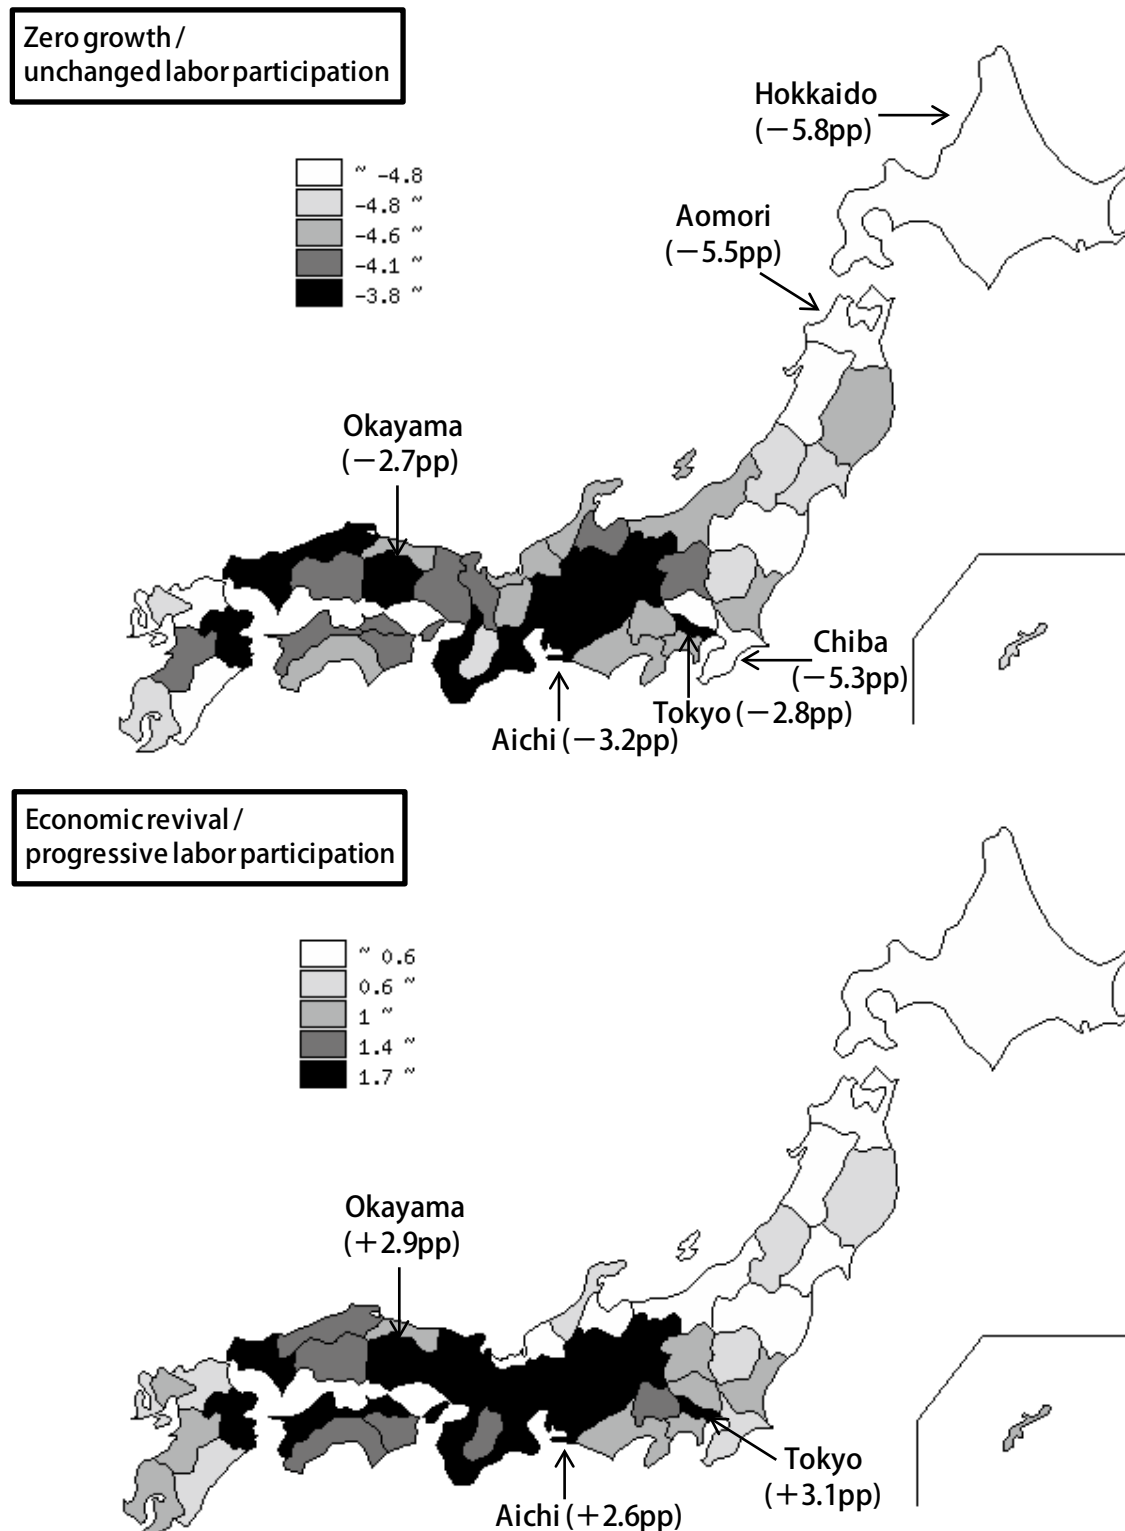 Zero growth /
unchanged labor participation
Hokkaido
(－5.8pp)
~ -4.8
-4.8 ~
-4.6 ~
-4.1 ~
-3.8 ~
Aomori
(－5.5pp)
Okayama
(－2.7pp)
Chiba
(－5.3pp)
Tokyo (－2.8pp)
Aichi (－3.2pp)
Economic revival /
progressive labor participation
~ 0.6
0.6 ~
1 ~
1.4 ~
1.7 ~
Okayama
(＋2.9pp)
Tokyo
(＋3.1pp)
Aichi (＋2.6pp)